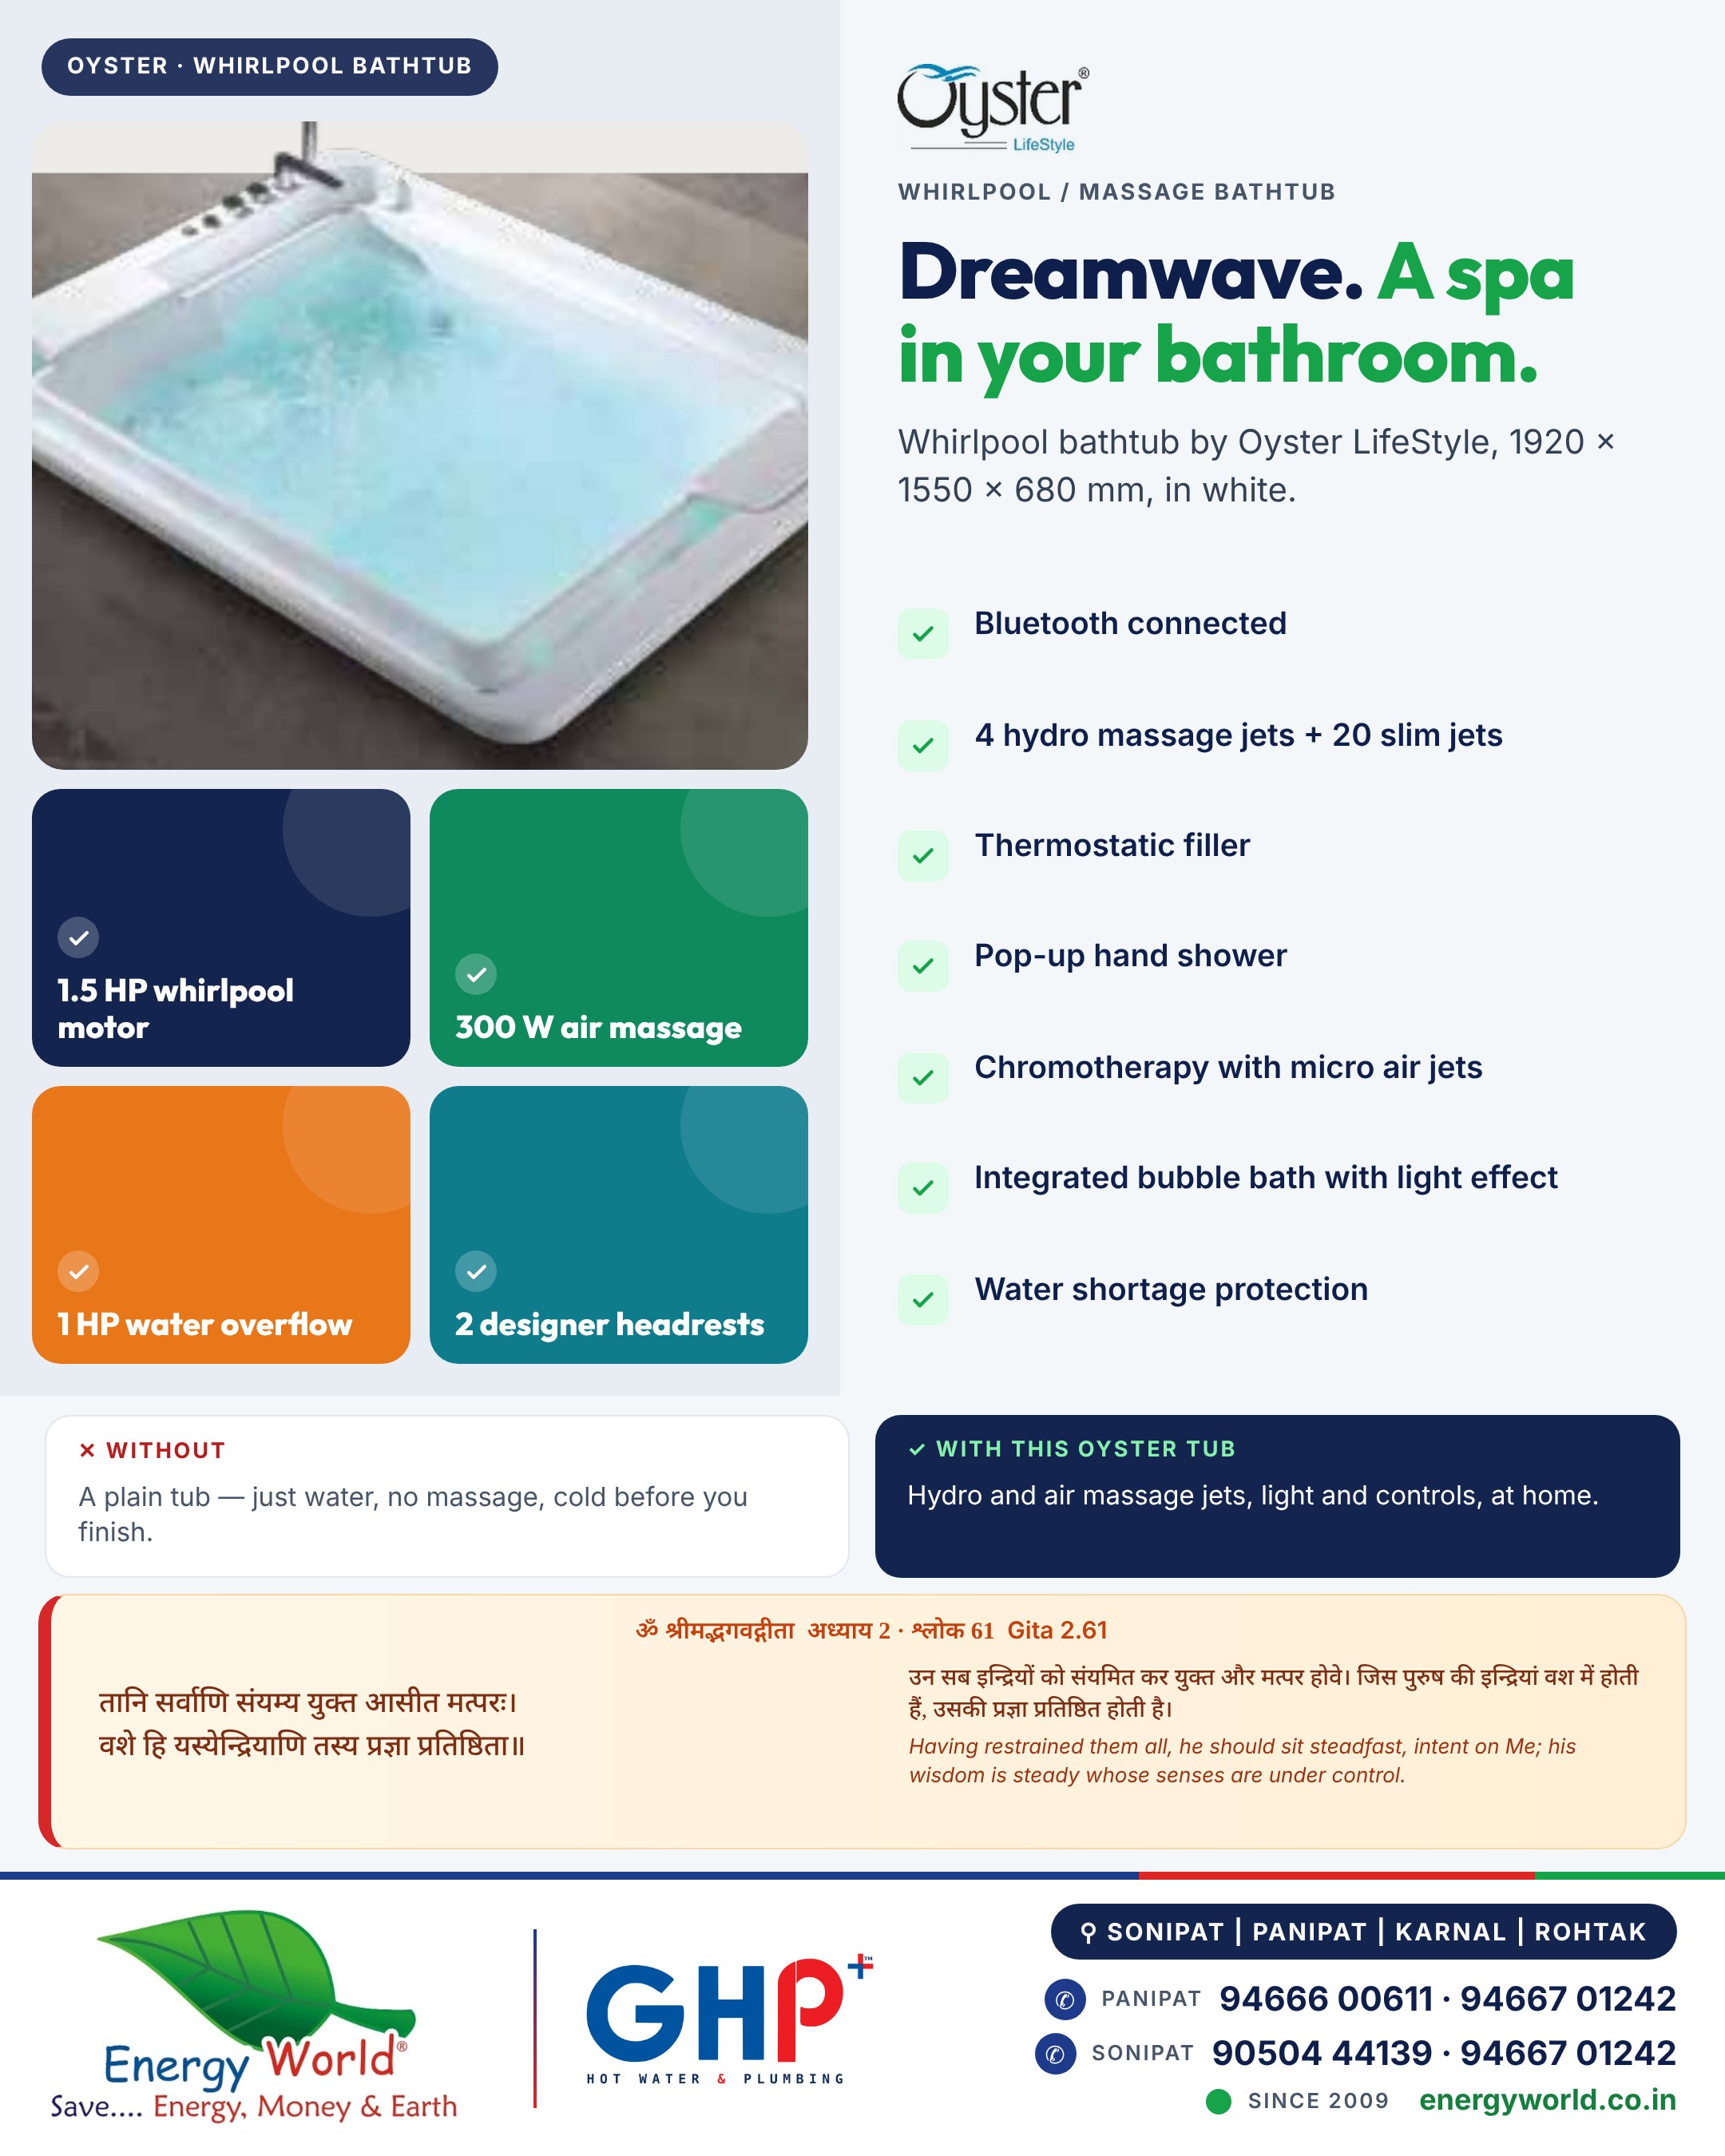 OYSTER · WHIRLPOOL BATHTUB
Oyster®
LifeStyle
WHIRLPOOL / MASSAGE BATHTUB
Dreamwave. A spa
in your bathroom.
Whirlpool bathtub by Oyster LifeStyle, 1920 ×
1550 × 680 mm, in white.
Bluetooth connected
4 hydro massage jets + 20 slim jets
Thermostatic filler
Pop-up hand shower
Chromotherapy with micro air jets
Integrated bubble bath with light effect
Water shortage protection
1.5 HP whirlpool
motor
300 W air massage
1 HP water overflow
2 designer headrests
✕ WITHOUT
A plain tub — just water, no massage, cold before you
finish.
✓ WITH THIS OYSTER TUB
Hydro and air massage jets, light and controls, at home.
ॐ श्रीमद्भगवद्गीता अध्याय 2 · श्लोक 61 Gita 2.61
तानि सर्वाणि संयम्य युक्त आसीत मत्परः।
वशे हि यस्येन्द्रियाणि तस्य प्रज्ञा प्रतिष्ठिता॥
उन सब इन्द्रियों को संयमित कर युक्त और मत्पर होवे। जिस पुरुष की इन्द्रियां वश में होती
हैं, उसकी प्रज्ञा प्रतिष्ठित होती है।
Having restrained them all, he should sit steadfast, intent on Me; his
wisdom is steady whose senses are under control.
Energy World®
Save.... Energy, Money & Earth
GHP+™
HOT WATER & PLUMBING
SONIPAT | PANIPAT | KARNAL | ROHTAK
PANIPAT 94666 00611 · 94667 01242
SONIPAT 90504 44139 · 94667 01242
SINCE 2009 energyworld.co.in